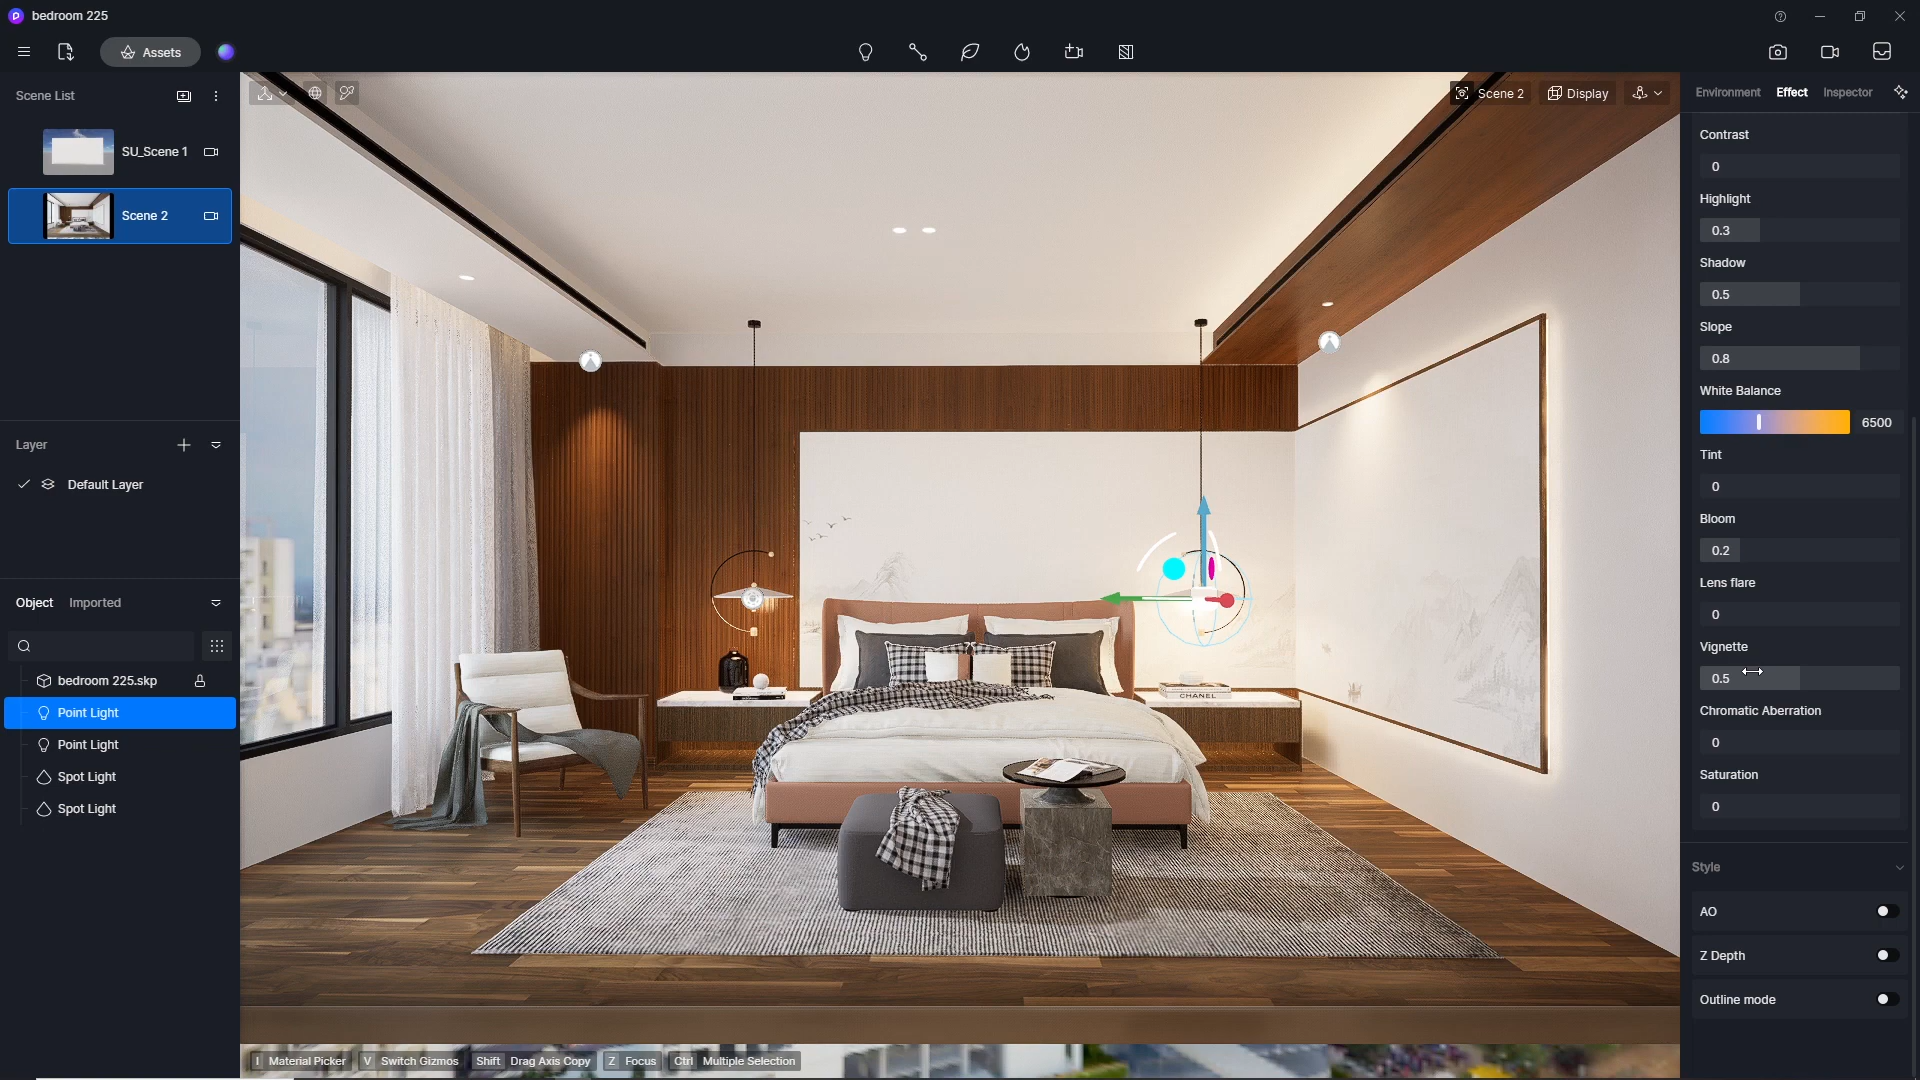 bedroom 225
Assets
Scene List
SU_Scene 1
Scene 2
Layer
Default Layer
Object Imported
bedroom 225.skp
Point Light
Point Light
Spot Light
Spot Light
Scene 2
Display
CHANEL
I Material Picker V Switch Gizmos Shift Drag Axis Copy Z Focus Ctrl Multiple Selection
Environment Effect Inspector
Contrast
0
Highlight
0.3
Shadow
0.5
Slope
0.8
White Balance
6500
Tint
0
Bloom
0.2
Lens flare
0
Vignette
0.5
Chromatic Aberration
0
Saturation
0
Style
AO
Z Depth
Outline mode